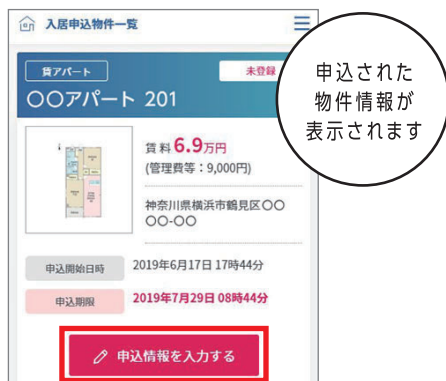 入居申込物件一覧
貸アパート
未登録
〇〇アパート 201
賃料6.9万円
(管理費等：9,000円)
神奈川県横浜市鶴見区〇〇
〇〇-〇〇
申込開始日時 2019年6月17日 17時44分
申込期限 2019年7月29日 08時44分
申込情報を入力する
申込された
物件情報が
表示されます